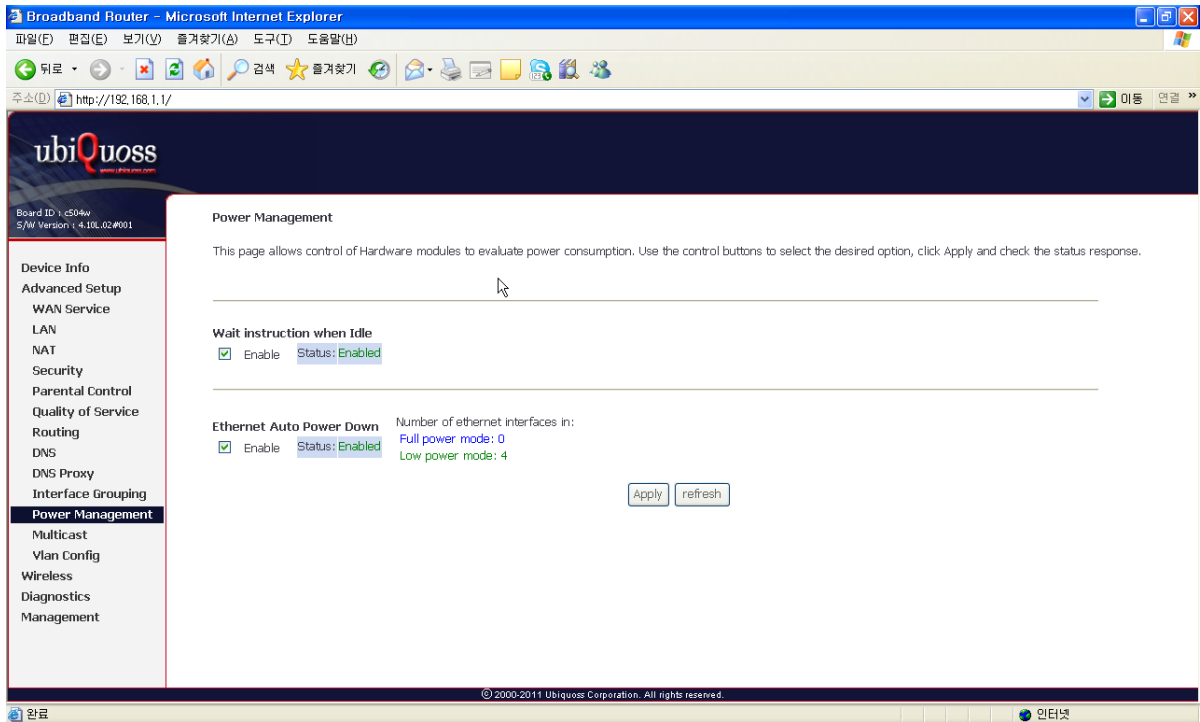 Broadband Router - Microsoft Internet Explorer
파일(F) 편집(E) 보기(V) 즐겨찾기(A) 도구(T) 도움말(H)
뒤로 검색 즐겨찾기
주소(D) http://192.168.1.1/ 이동 연결 »
ubiQuoss
Board ID : c504w
S/W Version : 4.10L.02#001
Device Info
Advanced Setup
WAN Service
LAN
NAT
Security
Parental Control
Quality of Service
Routing
DNS
DNS Proxy
Interface Grouping
Power Management
Multicast
Vlan Config
Wireless
Diagnostics
Management
Power Management
This page allows control of Hardware modules to evaluate power consumption. Use the control buttons to select the desired option, click Apply and check the status response.
Wait instruction when Idle
Enable Status: Enabled
Ethernet Auto Power Down
Enable Status: Enabled
Number of ethernet interfaces in:
Full power mode: 0
Low power mode: 4
Apply refresh
© 2000-2011 Ubiquoss Corporation. All rights reserved.
완료 인터넷